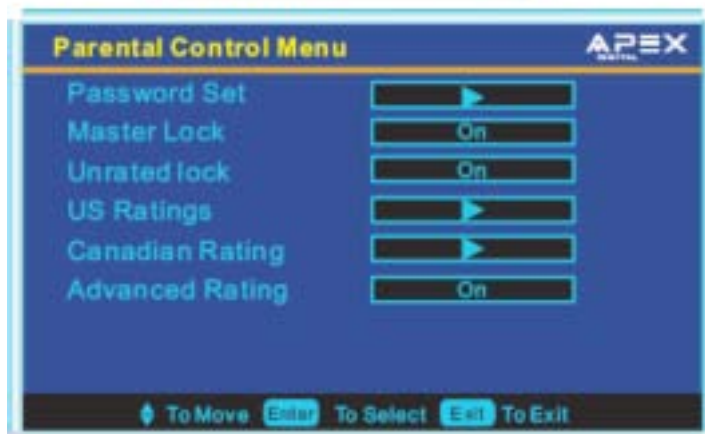 Parental Control Menu
APEX
DIGITAL
Password Set
Master Lock On
Unrated lock On
US Ratings
Canadian Rating
Advanced Rating On
To Move Enter To Select Exit To Exit